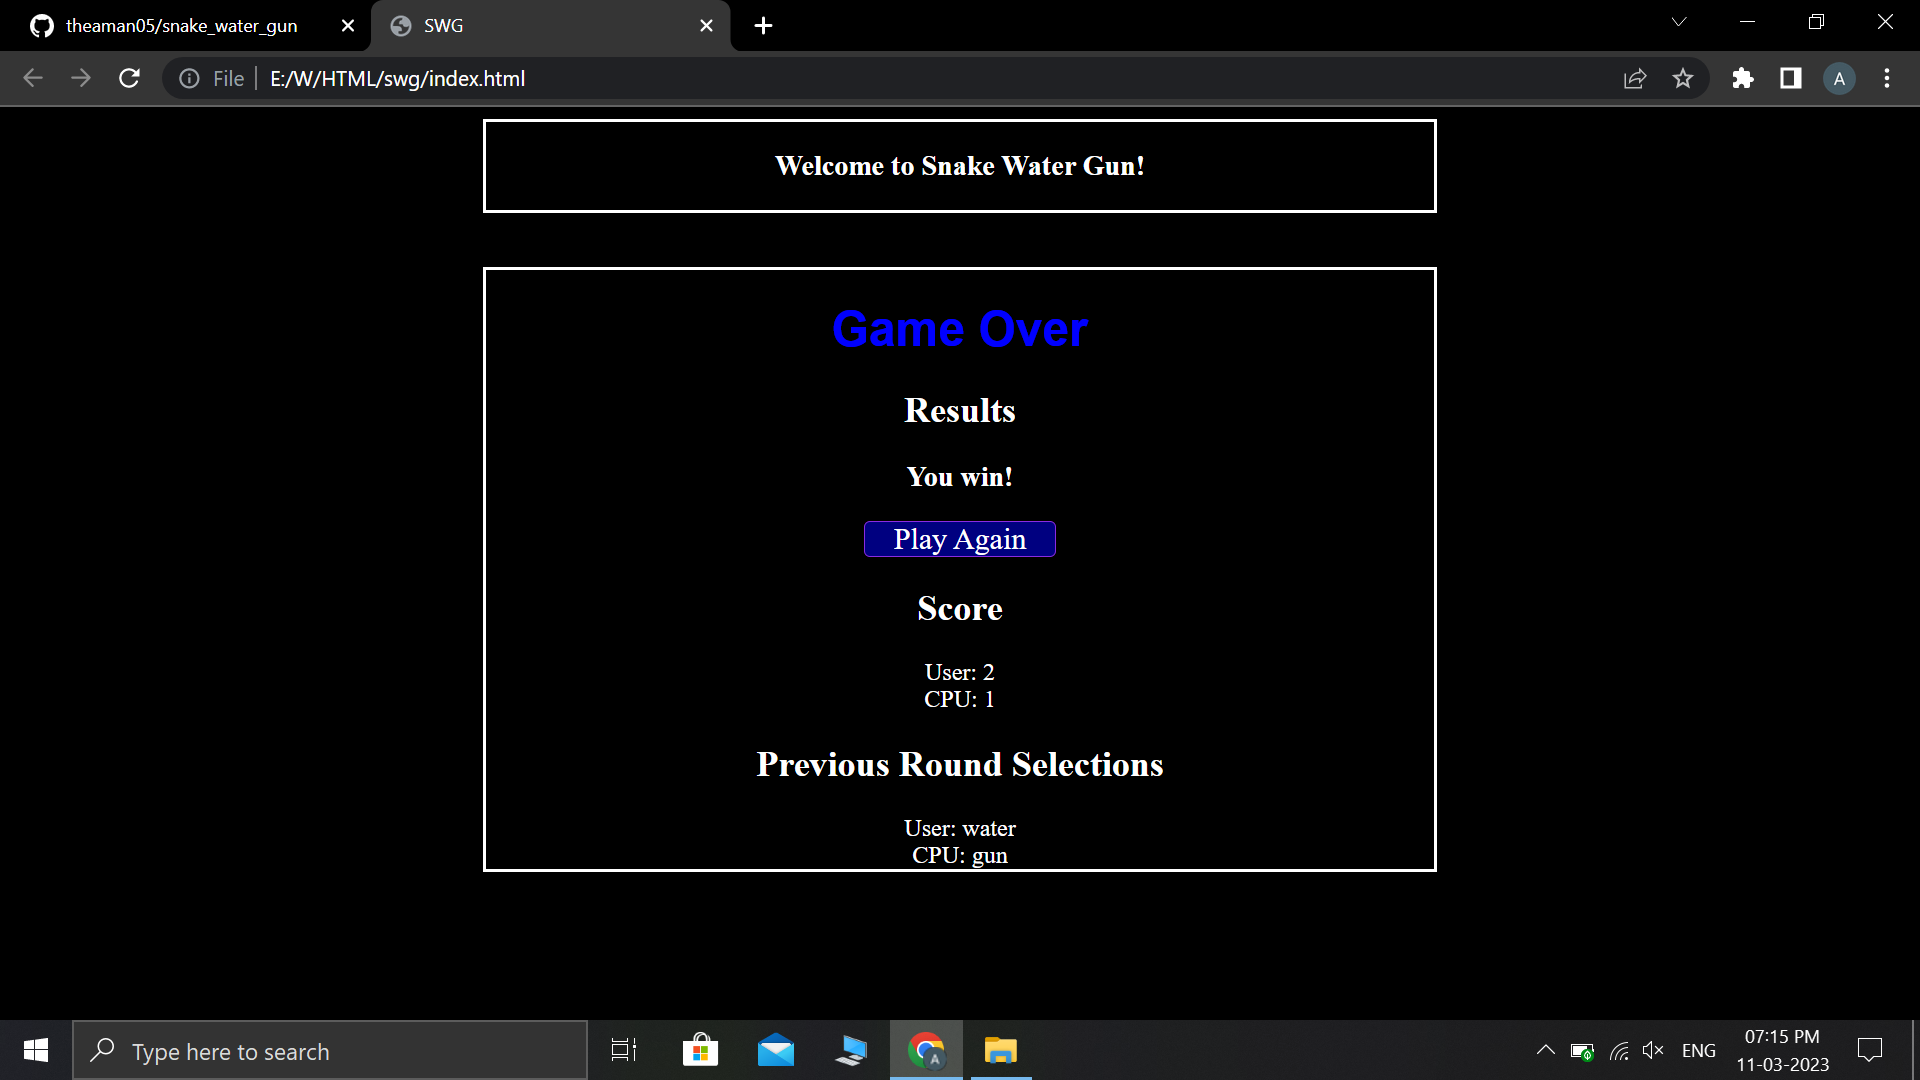 theaman05/snake_water_gun
SWG
File E:/W/HTML/swg/index.html
A
Welcome to Snake Water Gun!
Game Over
Results
You win!
Play Again
Score
User: 2
CPU: 1
Previous Round Selections
User: water
CPU: gun
Type here to search
A
ENG
07:15 PM
11-03-2023